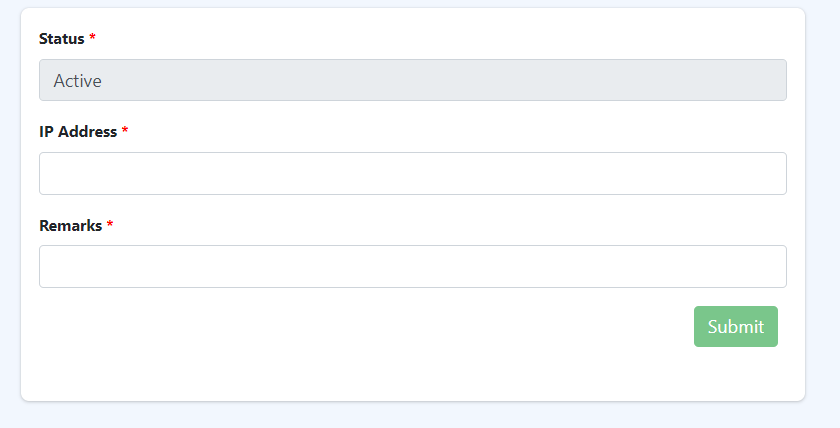 Status *
Active
IP Address *
Remarks *
Submit